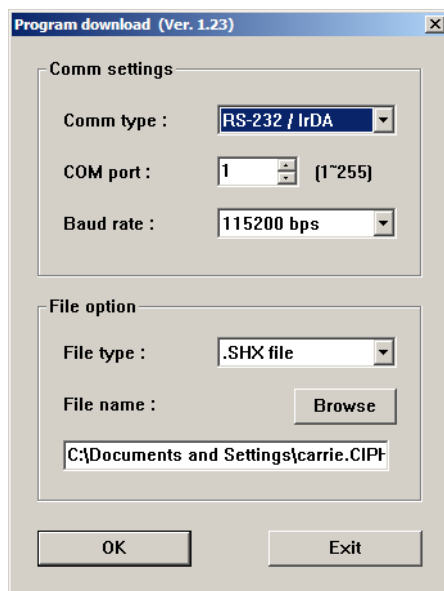 Program download (Ver. 1.23)
Comm settings
Comm type : RS-232 / IrDA
COM port : 1 (1~255)
Baud rate : 115200 bps
File option
File type : .SHX file
File name : Browse
C:\Documents and Settings\carrie.CIPH
OK Exit